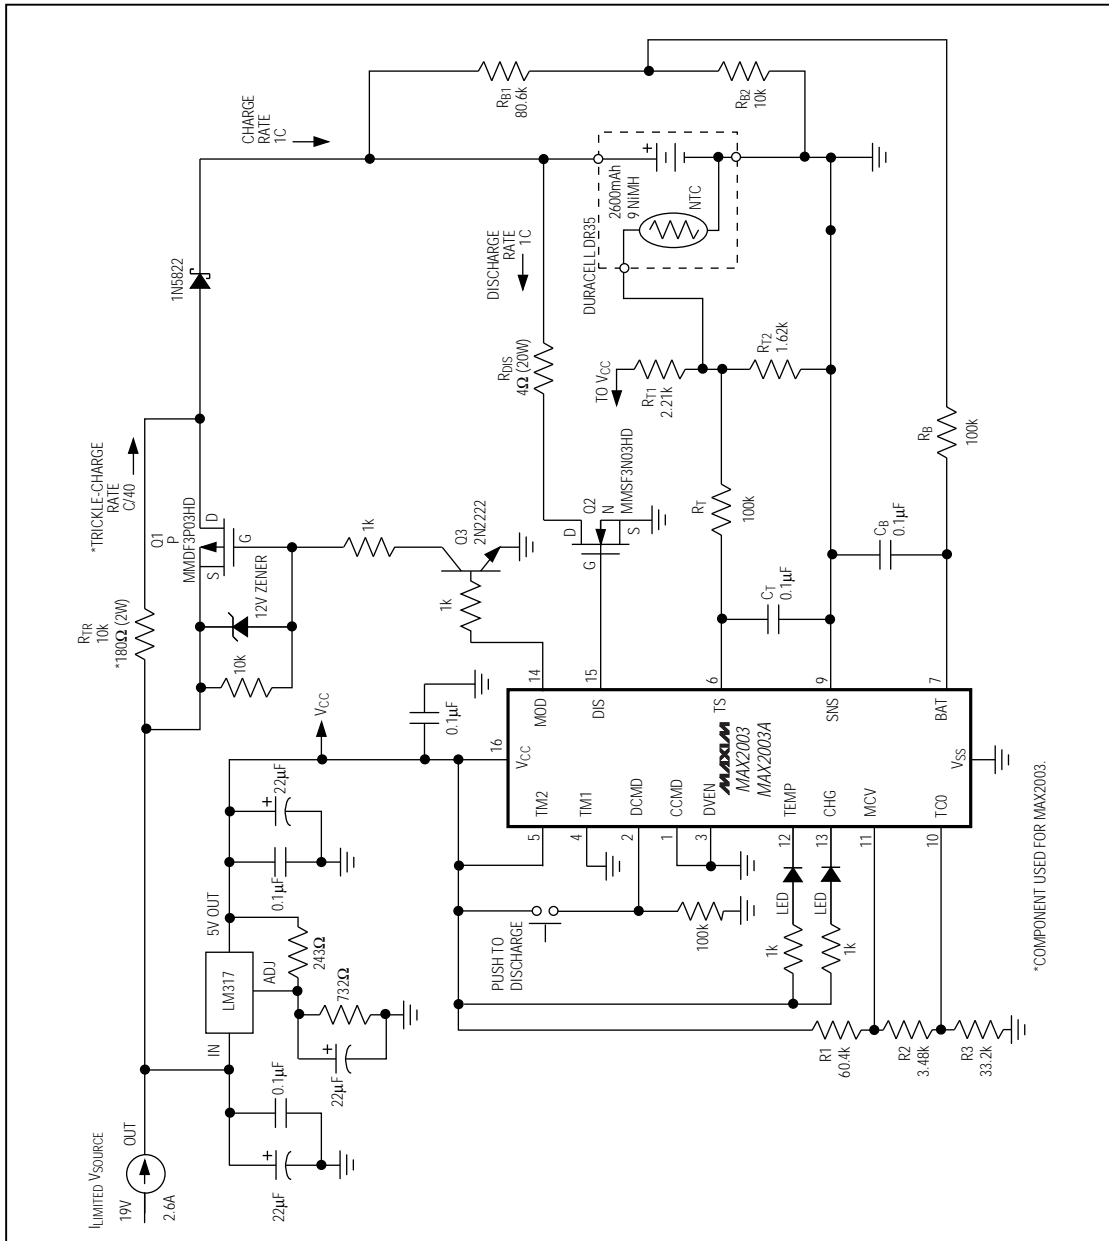 ILIMITED VSOURCE
19V
2.6A
OUT
IN
LM317
5V OUT
ADJ
22µF
0.1µF
22µF
732Ω
243Ω
0.1µF
22µF
VCC
0.1µF
RTR
10k
*180Ω (2W)
*TRICKLE-CHARGE
RATE
C/40
Q1
P
MMDF3P03HD
S
D
G
12V ZENER
10k
1k
1k
Q3
2N2222
1N5822
CHARGE
RATE
1C
RB1
80.6k
RB2
10k
DISCHARGE
RATE
1C
RDIS
4Ω (20W)
DURACELL DR35
2600mAh
9 NiMH
+
NTC
TO VCC
RT1
2.21k
RT2
1.62k
D
G
S
Q2
N
MMSF3N03HD
RT
100k
CT
0.1µF
CB
0.1µF
RB
100k
14
MOD
15
DIS
6
TS
9
SNS
7
BAT
16
VCC
VSS
MAXIM
MAX2003
MAX2003A
TM2
5
TM1
4
DCMD
2
CCMD
1
DVEN
3
TEMP
12
CHG
13
MCV
11
TC0
10
PUSH TO
DISCHARGE
100k
LED
1k
LED
1k
R1
60.4k
R2
3.48k
R3
33.2k
*COMPONENT USED FOR MAX2003.